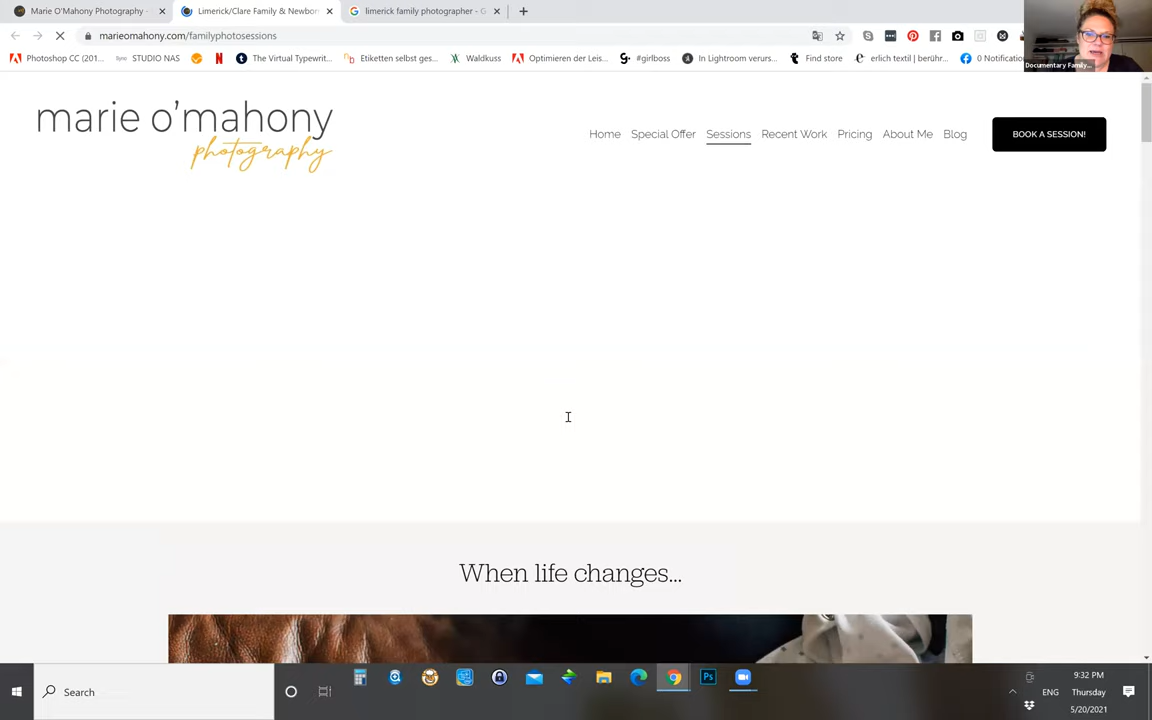 Marie O'Mahony Photography -
Limerick/Clare Family & Newborn
limerick family photographer - G
marieomahony.com/familyphotosessions
Photoshop CC (201...
Sync STUDIO NAS
N
The Virtual Typewrit...
Etiketten selbst ges...
Waldkuss
Optimieren der Leis...
#girlboss
In Lightroom verurs...
Find store
erlich textil | berühr...
0 Notification
Documentary Family...
marie o'mahony
photography
Home
Special Offer
Sessions
Recent Work
Pricing
About Me
Blog
BOOK A SESSION!
When life changes...
Search
Ps
ENG
9:32 PM
Thursday
5/20/2021